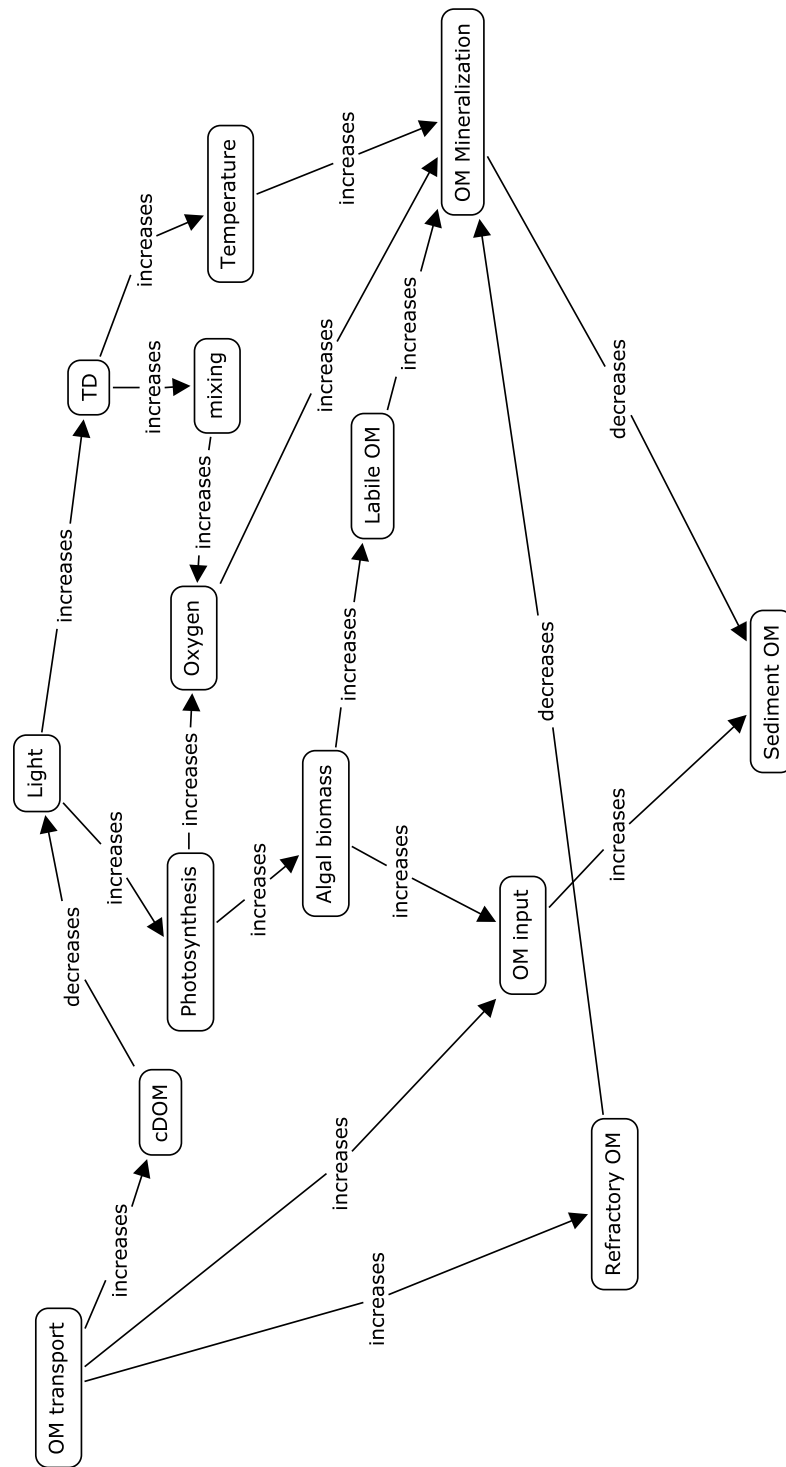 OM transport
increases
cDOM
decreases
Light
increases
TD
increases
Temperature
increases
OM Mineralization
increases
mixing
increases
increases
Photosynthesis
increases
Oxygen
increases
increases
Algal biomass
increases
Labile OM
increases
increases
increases
OM input
increases
Refractory OM
decreases
increases
Sediment OM
decreases